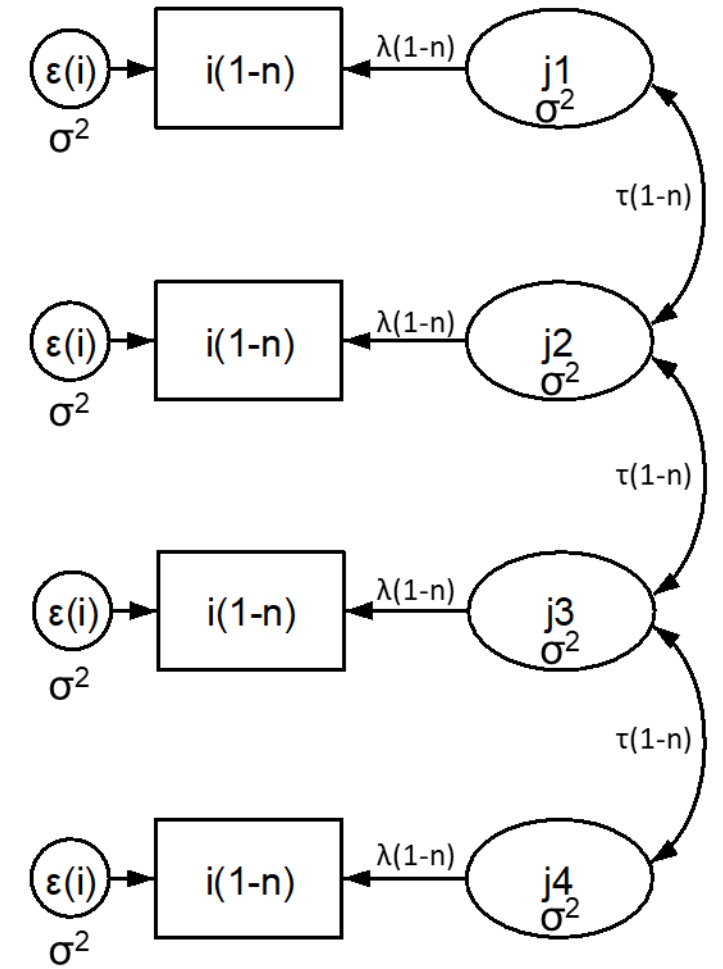 ε(i) i(1-n) λ(1-n) j1
σ² σ²
τ(1-n)
ε(i) i(1-n) λ(1-n) j2
σ² σ²
τ(1-n)
ε(i) i(1-n) λ(1-n) j3
σ² σ²
τ(1-n)
ε(i) i(1-n) λ(1-n) j4
σ² σ²